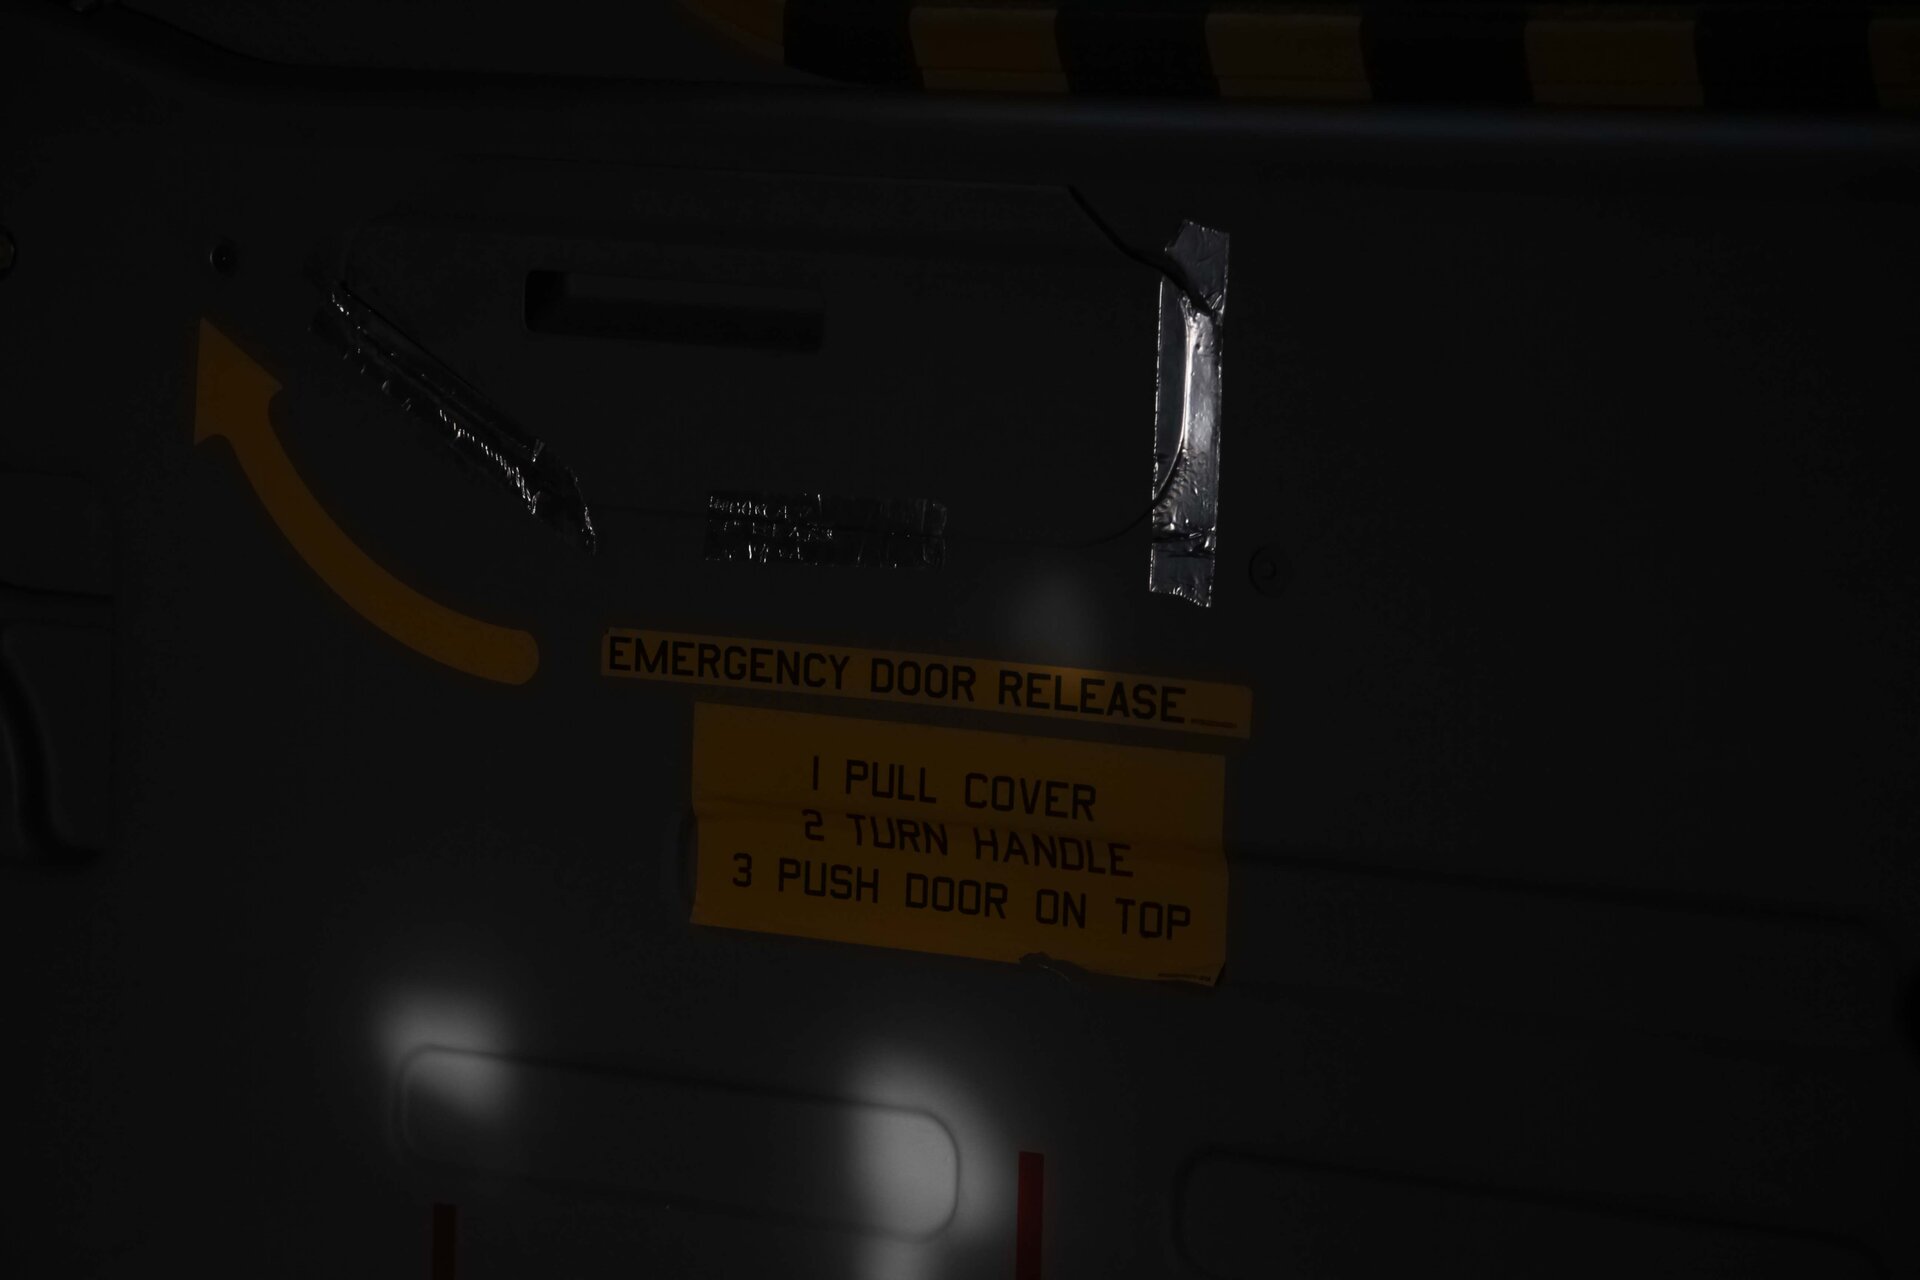 EMERGENCY DOOR RELEASE
1 PULL COVER
2 TURN HANDLE
3 PUSH DOOR ON TOP